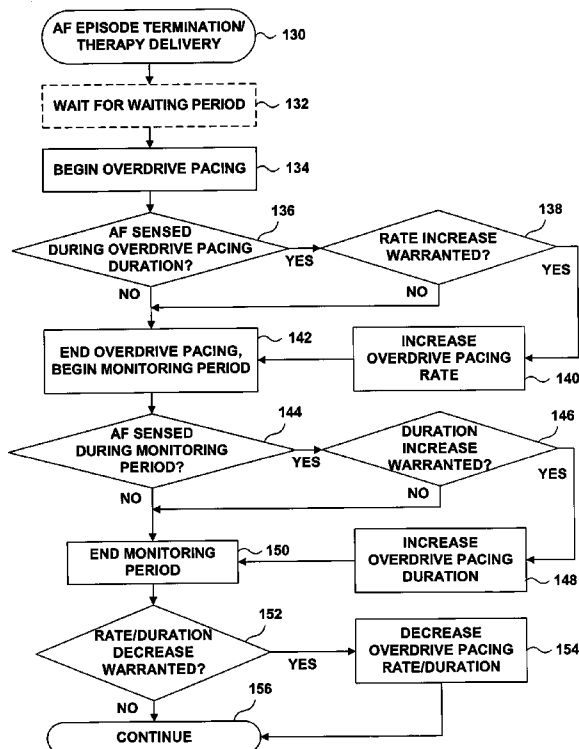 AF EPISODE TERMINATION/
THERAPY DELIVERY
130
WAIT FOR WAITING PERIOD
132
BEGIN OVERDRIVE PACING
134
AF SENSED
DURING OVERDRIVE PACING
DURATION?
136
YES
NO
RATE INCREASE
WARRANTED?
138
YES
NO
INCREASE
OVERDRIVE PACING
RATE
140
END OVERDRIVE PACING,
BEGIN MONITORING PERIOD
142
AF SENSED
DURING MONITORING
PERIOD?
144
YES
NO
DURATION
INCREASE
WARRANTED?
146
YES
NO
INCREASE
OVERDRIVE PACING
DURATION
148
END MONITORING
PERIOD
150
RATE/DURATION
DECREASE
WARRANTED?
152
YES
NO
DECREASE
OVERDRIVE PACING
RATE/DURATION
154
CONTINUE
156